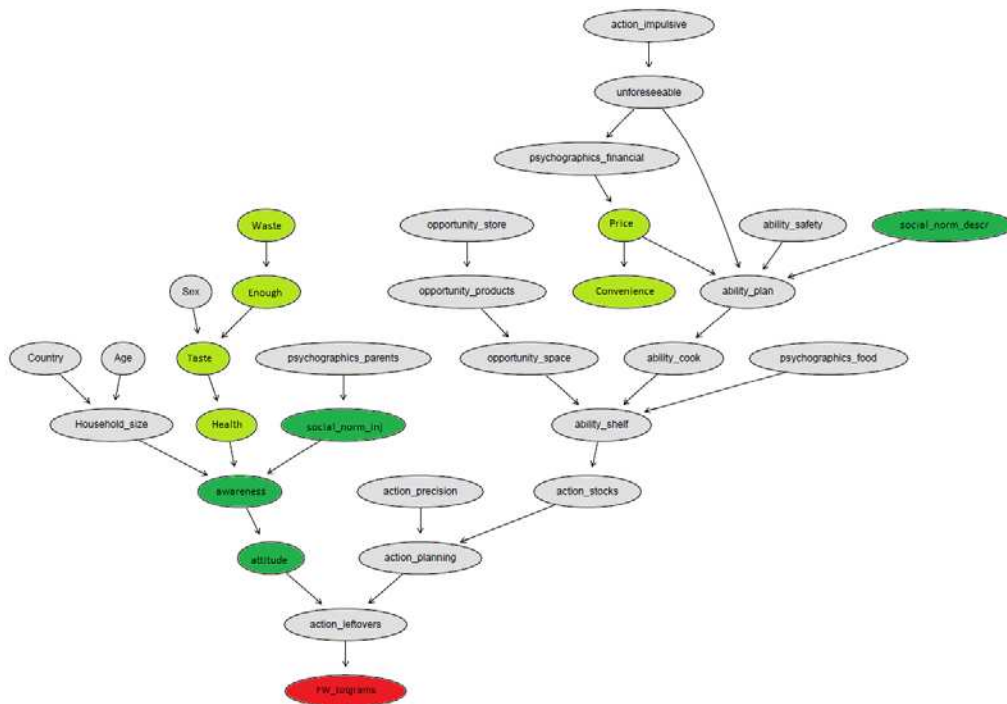 action_impulsive
unforeseeable
psychographics_financial
Waste
opportunity_store
Price
ability_safety
social_norm_descr
Sex
Enough
opportunity_products
Convenience
ability_plan
Country
Age
Taste
psychographics_parents
opportunity_space
ability_cook
psychographics_food
Household_size
Health
social_norm_inj
ability_shelf
awareness
action_precision
action_stocks
attitude
action_planning
action_leftovers